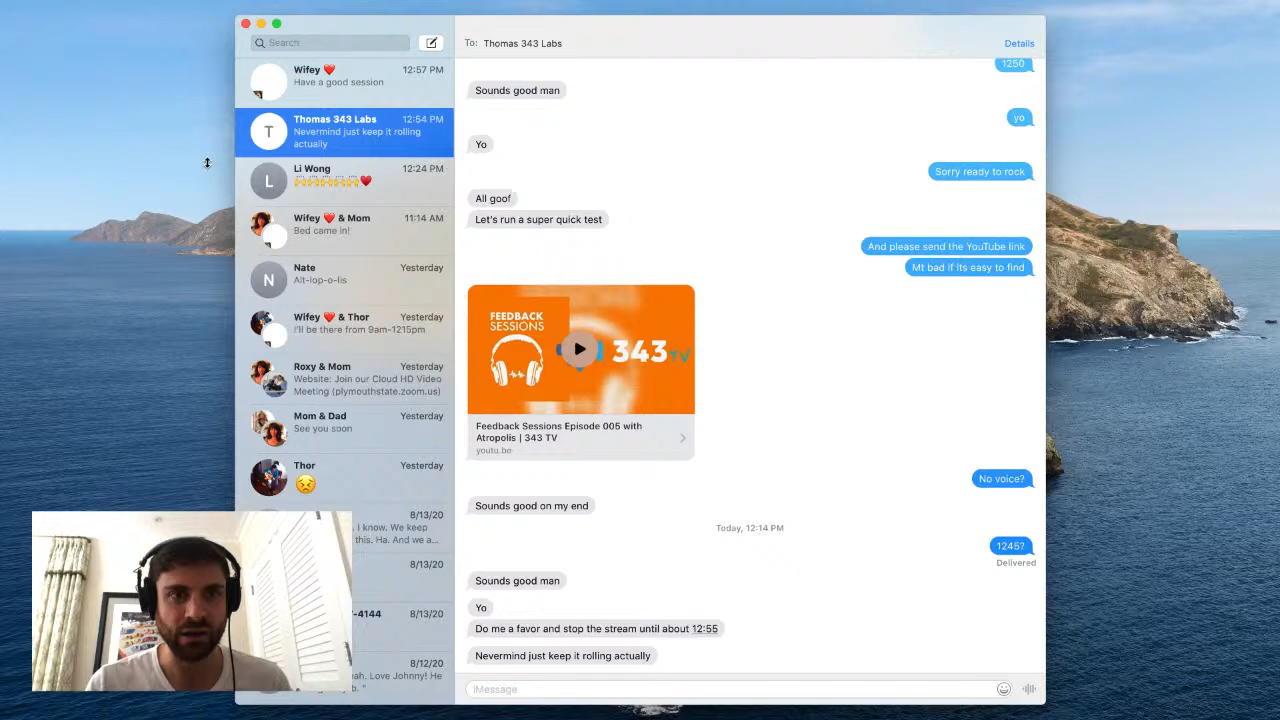 Search
Wifey ❤️ 12:57 PM
Have a good session
T
Thomas 343 Labs 12:54 PM
Nevermind just keep it rolling
actually
L
Li Wong 12:24 PM
🙌🙌🙌🙌🙌❤️
Wifey ❤️ & Mom 11:14 AM
Bed came in!
N
Nate Yesterday
Alt-lop-o-lis
Wifey ❤️ & Thor Yesterday
I'll be there from 9am-1215pm
Roxy & Mom Yesterday
Website: Join our Cloud HD Video
Meeting (plymouthstate.zoom.us)
Mom & Dad Yesterday
See you soon
Thor Yesterday
😣
8/13/20
I know. We keep
this. Ha. And we a...
8/13/20
-4144 8/13/20
8/12/20
ah. Love Johnny! He
b. "
To: Thomas 343 Labs Details
1250
Sounds good man
yo
Yo
Sorry ready to rock
All goof
Let's run a super quick test
And please send the YouTube link
Mt bad if its easy to find
FEEDBACK
SESSIONS
343 TV
Feedback Sessions Episode 005 with
Atropolis | 343 TV
youtu.be
No voice?
Sounds good on my end
Today, 12:14 PM
1245?
Delivered
Sounds good man
Yo
Do me a favor and stop the stream until about 12:55
Nevermind just keep it rolling actually
iMessage